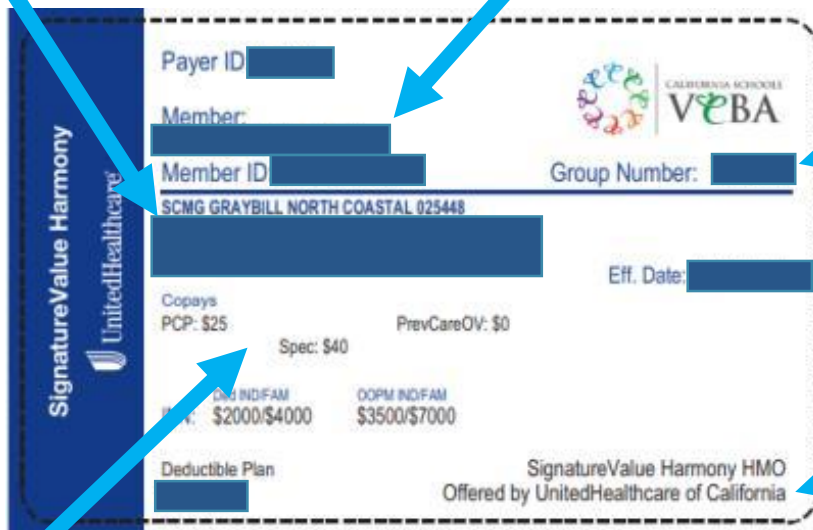 Payer ID
CALIFORNIA SCHOOLS
VEBA
Member:
Member ID
Group Number:
SCMG GRAYBILL NORTH COASTAL 025448
SignatureValue Harmony
UnitedHealthcare
Eff. Date:
Copays
PCP: $25 PrevCareOV: $0
Spec: $40
IND/FAM OOPM IND/FAM
$2000/$4000 $3500/$7000
Deductible Plan
SignatureValue Harmony HMO
Offered by UnitedHealthcare of California